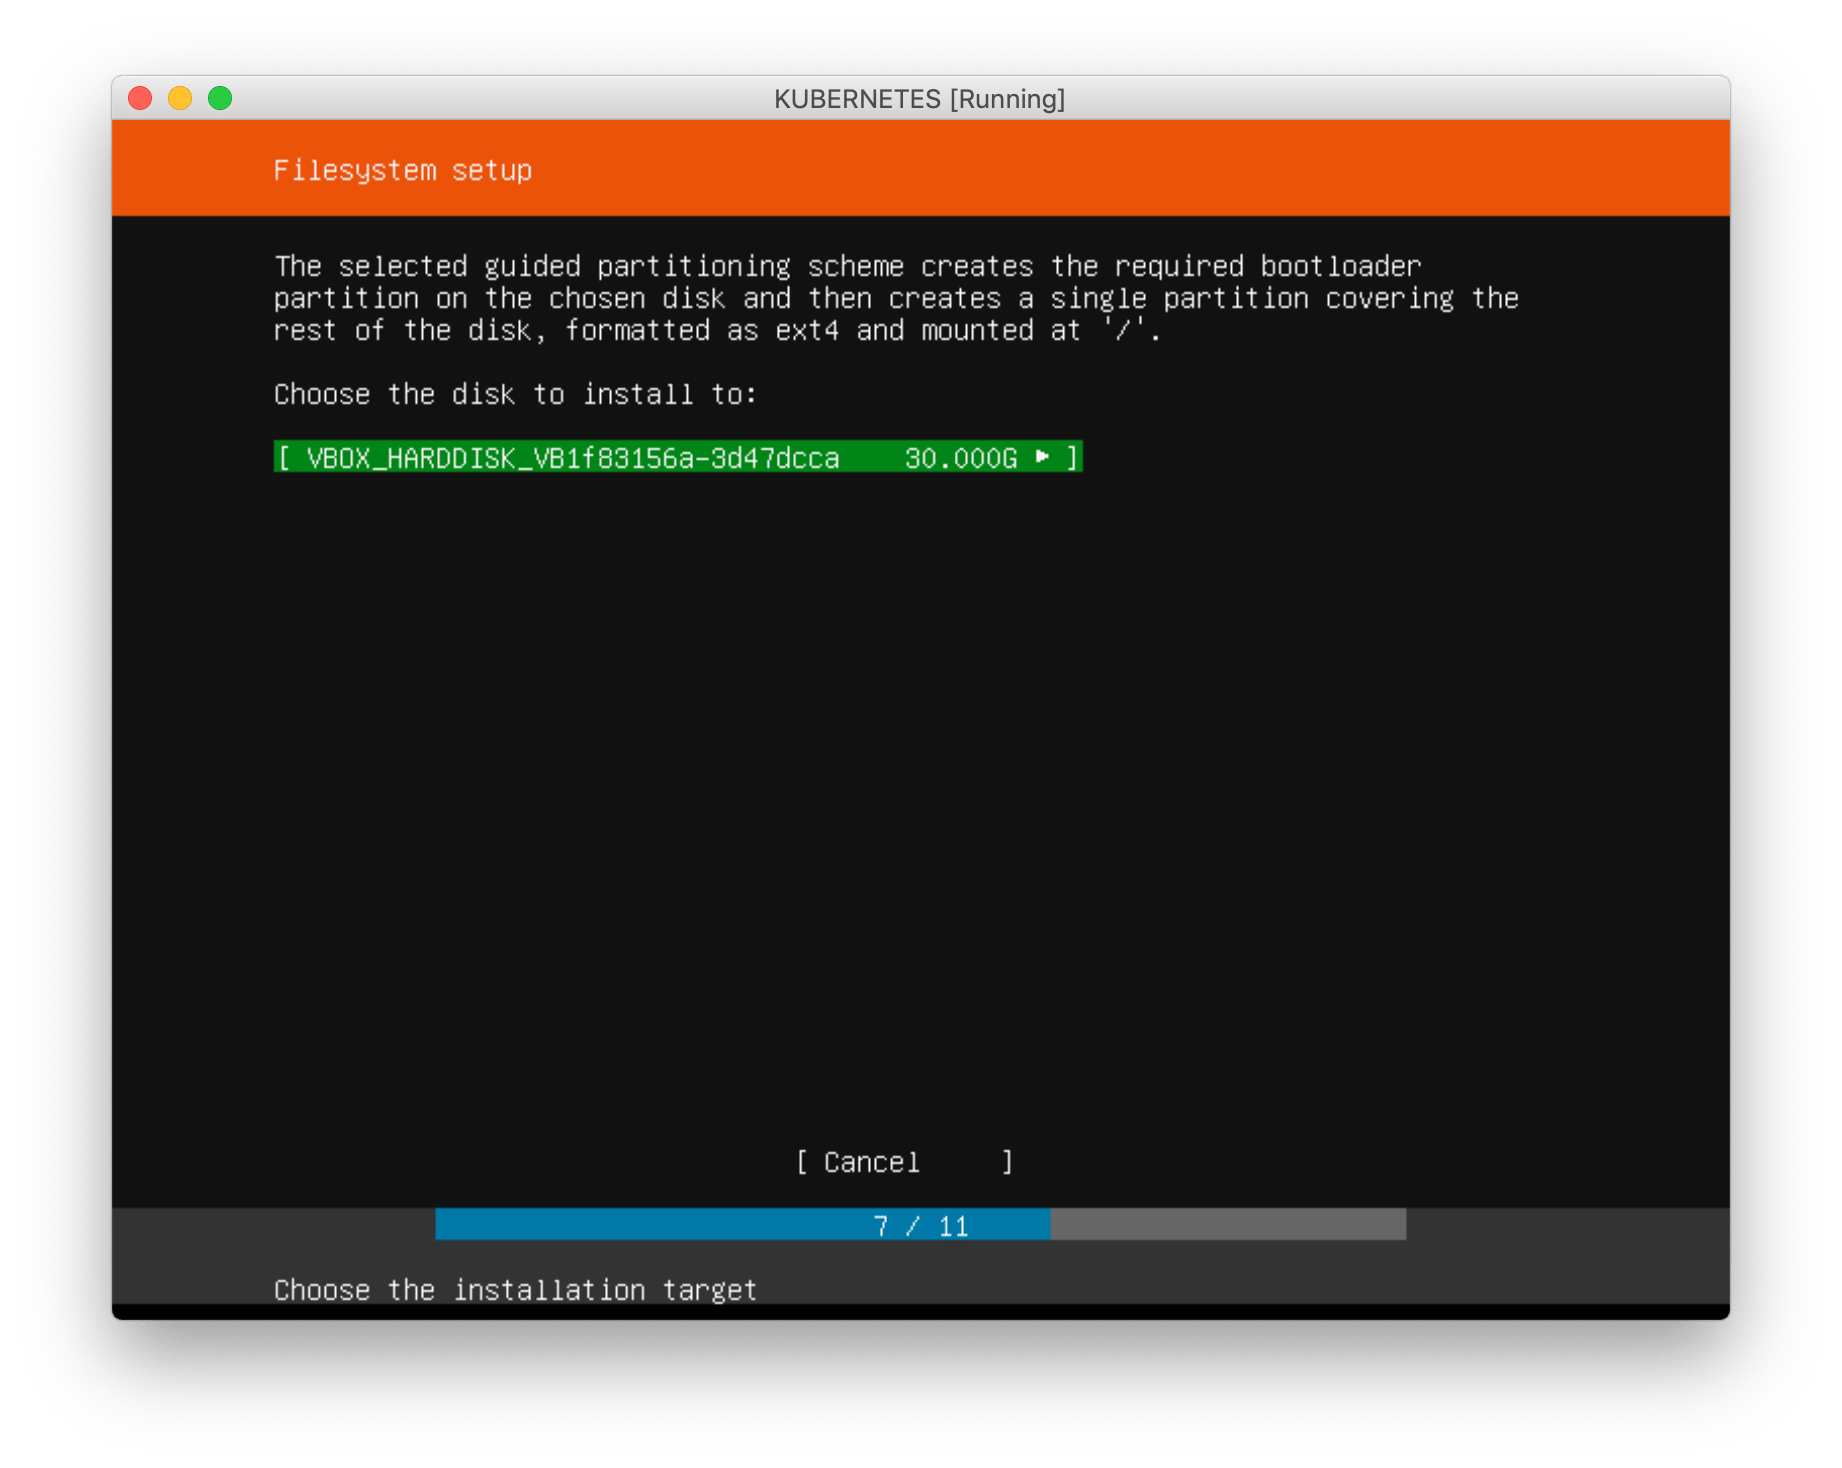 KUBERNETES [Running]
Filesystem setup
The selected guided partitioning scheme creates the required bootloader
partition on the chosen disk and then creates a single partition covering the
rest of the disk, formatted as ext4 and mounted at '/'.
Choose the disk to install to:
[ VBOX_HARDDISK_VB1f83156a-3d47dcca 30.000G ► ]
[ Cancel ]
7 / 11
Choose the installation target